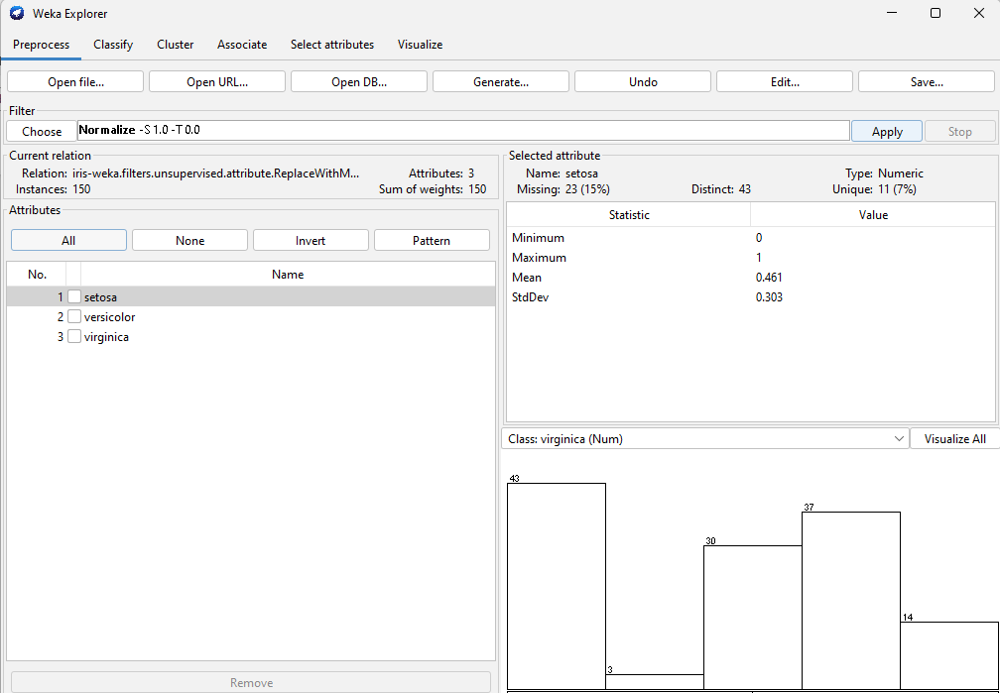 Weka Explorer
Preprocess Classify Cluster Associate Select attributes Visualize
Open file... Open URL... Open DB... Generate... Undo Edit... Save...
Filter
Choose Normalize -S 1.0 -T 0.0 Apply Stop
Current relation
Relation: iris-weka.filters.unsupervised.attribute.ReplaceWithM... Attributes: 3
Instances: 150 Sum of weights: 150
Attributes
All None Invert Pattern
No. Name
1 setosa
2 versicolor
3 virginica
Remove
Selected attribute
Name: setosa Type: Numeric
Missing: 23 (15%) Distinct: 43 Unique: 11 (7%)
Statistic Value
Minimum 0
Maximum 1
Mean 0.461
StdDev 0.303
Class: virginica (Num) Visualize All
43
37
30
14
3